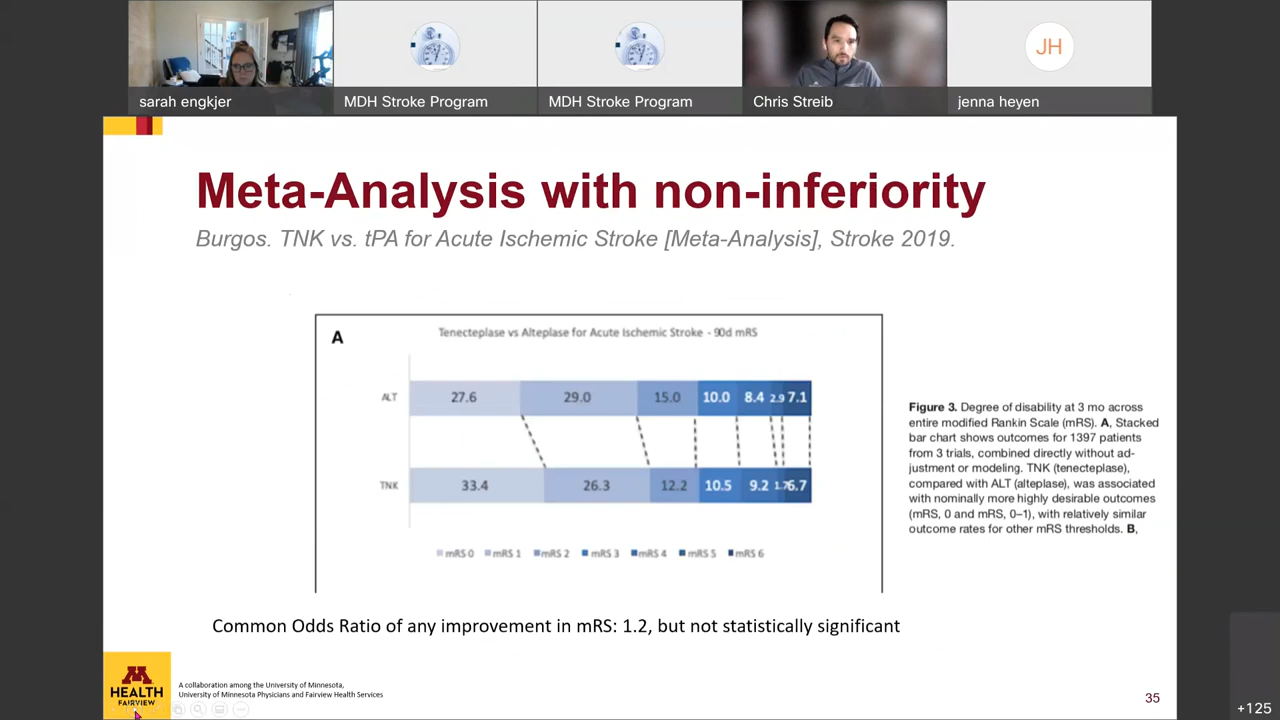 sarah engkjer
MDH Stroke Program
MDH Stroke Program
Chris Streib
JH
jenna heyen
Meta-Analysis with non-inferiority
Burgos. TNK vs. tPA for Acute Ischemic Stroke [Meta-Analysis], Stroke 2019.
A
Tenecteplase vs Alteplase for Acute Ischemic Stroke - 90d mRS
ALT 27.6 29.0 15.0 10.0 8.4 2.9 7.1
TNK 33.4 26.3 12.2 10.5 9.2 1.7 6.7
mRS 0 mRS 1 mRS 2 mRS 3 mRS 4 mRS 5 mRS 6
Figure 3. Degree of disability at 3 mo across
entire modified Rankin Scale (mRS). A, Stacked
bar chart shows outcomes for 1397 patients
from 3 trials, combined directly without ad-
justment or modeling. TNK (tenecteplase),
compared with ALT (alteplase), was associated
with nominally more highly desirable outcomes
(mRS, 0 and mRS, 0–1), with relatively similar
outcome rates for other mRS thresholds. B,
Common Odds Ratio of any improvement in mRS: 1.2, but not statistically significant
M
HEALTH
FAIRVIEW
A collaboration among the University of Minnesota,
University of Minnesota Physicians and Fairview Health Services
35
+125